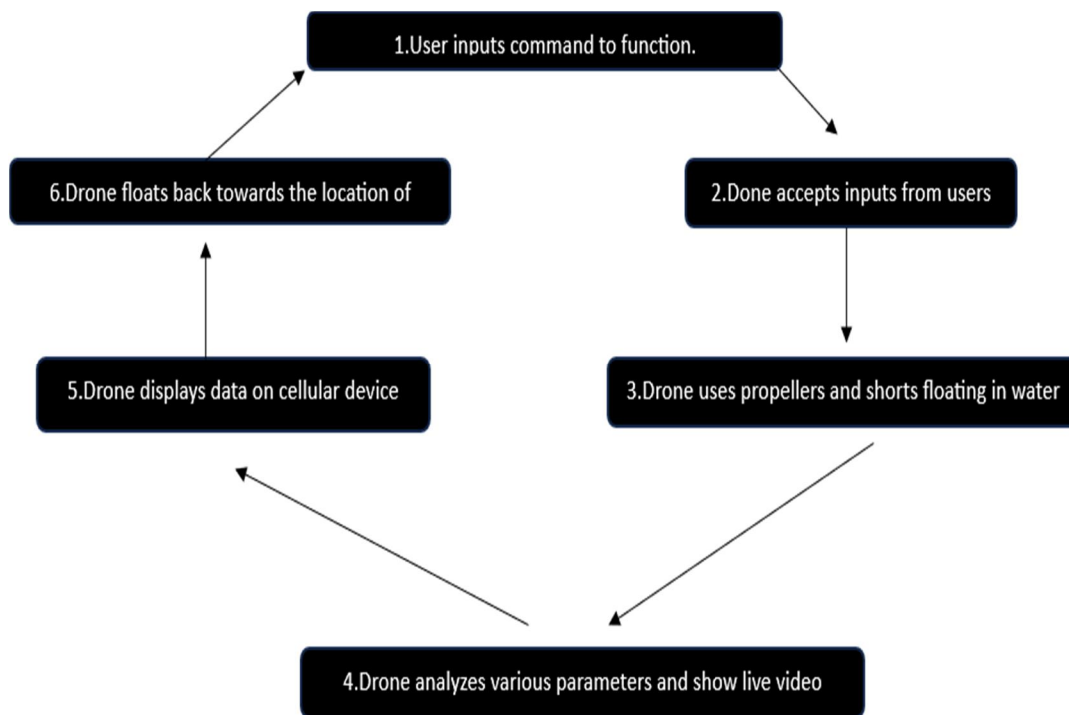 1.User inputs command to function.
2.Done accepts inputs from users
3.Drone uses propellers and shorts floating in water
4.Drone analyzes various parameters and show live video
5.Drone displays data on cellular device
6.Drone floats back towards the location of